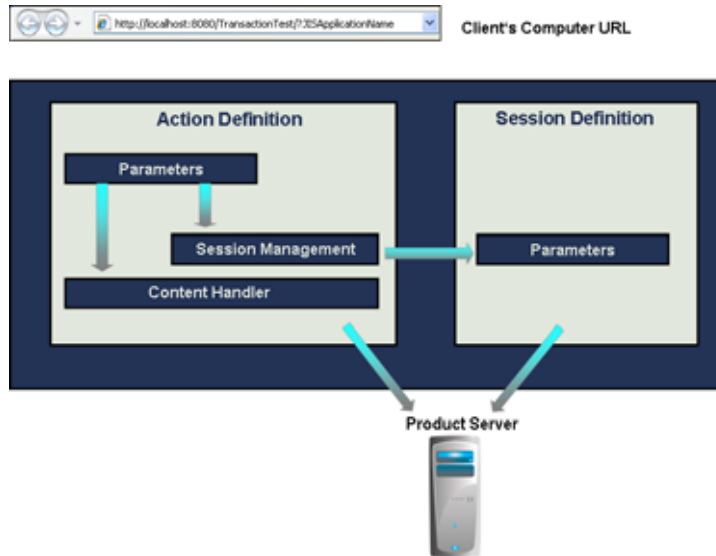 http://localhost:8080/TransactionTest/?JISApplicationName
Client's Computer URL
Action Definition
Session Definition
Parameters
Session Management
Parameters
Content Handler
Product Server